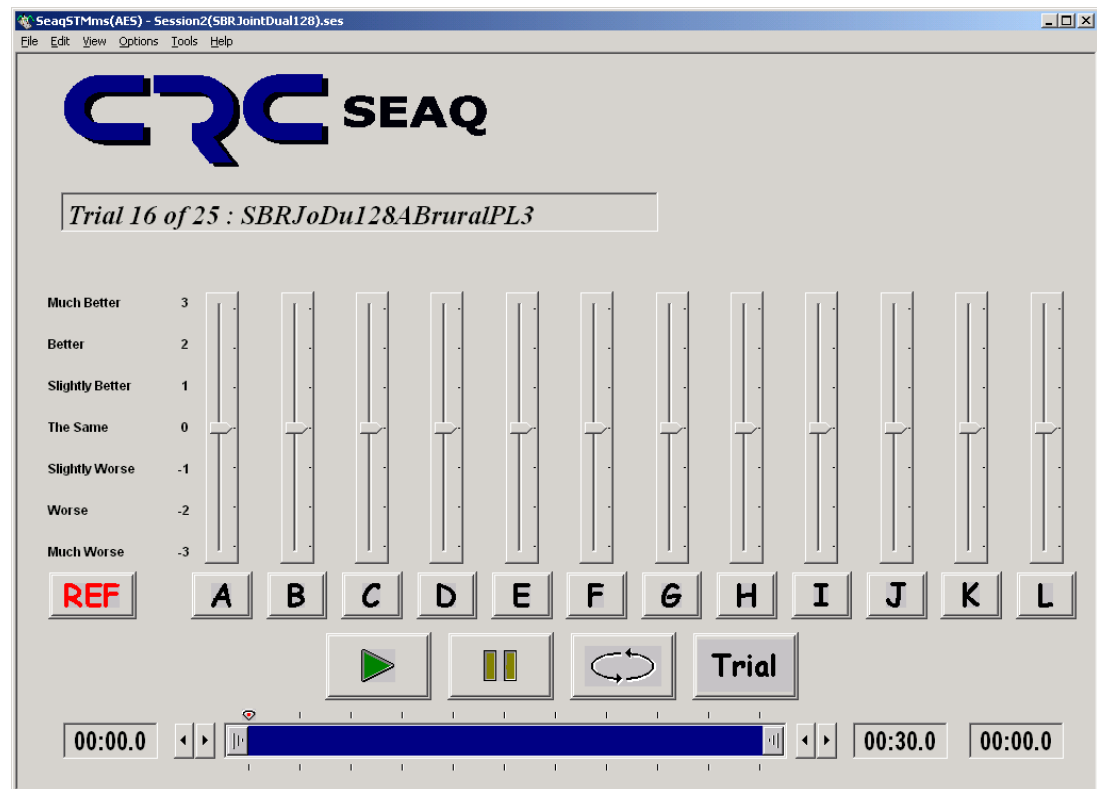 SeaqSTMms(AES) - Session2(SBRJointDual128).ses
File Edit View Options Tools Help
CRC SEAQ
Trial 16 of 25 : SBRJoDu128ABruralPL3
Much Better 3
Better 2
Slightly Better 1
The Same 0
Slightly Worse -1
Worse -2
Much Worse -3
REF A B C D E F G H I J K L
Trial
00:00.0 00:30.0 00:00.0